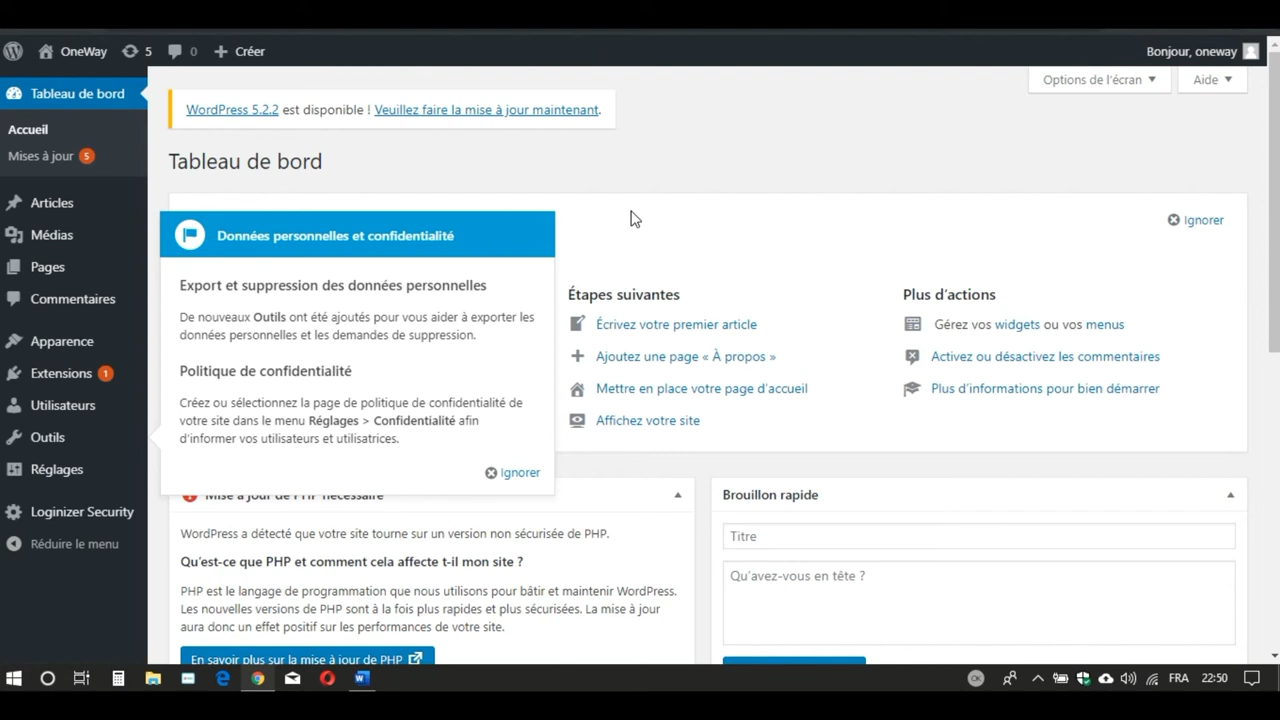 OneWay 5 0 Créer Bonjour, oneway
Options de l'écran Aide
Tableau de bord
Accueil
Mises à jour 5
Articles
Médias
Pages
Commentaires
Apparence
Extensions 1
Utilisateurs
Outils
Réglages
Loginizer Security
Réduire le menu
WordPress 5.2.2 est disponible ! Veuillez faire la mise à jour maintenant.
Tableau de bord
Ignorer
Données personnelles et confidentialité
Export et suppression des données personnelles
De nouveaux Outils ont été ajoutés pour vous aider à exporter les
données personnelles et les demandes de suppression.
Politique de confidentialité
Créez ou sélectionnez la page de politique de confidentialité de
votre site dans le menu Réglages > Confidentialité afin
d'informer vos utilisateurs et utilisatrices.
Ignorer
Étapes suivantes
Écrivez votre premier article
Ajoutez une page « À propos »
Mettre en place votre page d'accueil
Affichez votre site
Plus d'actions
Gérez vos widgets ou vos menus
Activez ou désactivez les commentaires
Plus d'informations pour bien démarrer
Mise à jour de PHP nécessaire
WordPress a détecté que votre site tourne sur un version non sécurisée de PHP.
Qu'est-ce que PHP et comment cela affecte t-il mon site ?
PHP est le langage de programmation que nous utilisons pour bâtir et maintenir WordPress.
Les nouvelles versions de PHP sont à la fois plus rapides et plus sécurisées. La mise à jour
aura donc un effet positif sur les performances de votre site.
En savoir plus sur la mise à jour de PHP
Brouillon rapide
Titre
Qu'avez-vous en tête ?
FRA 22:50